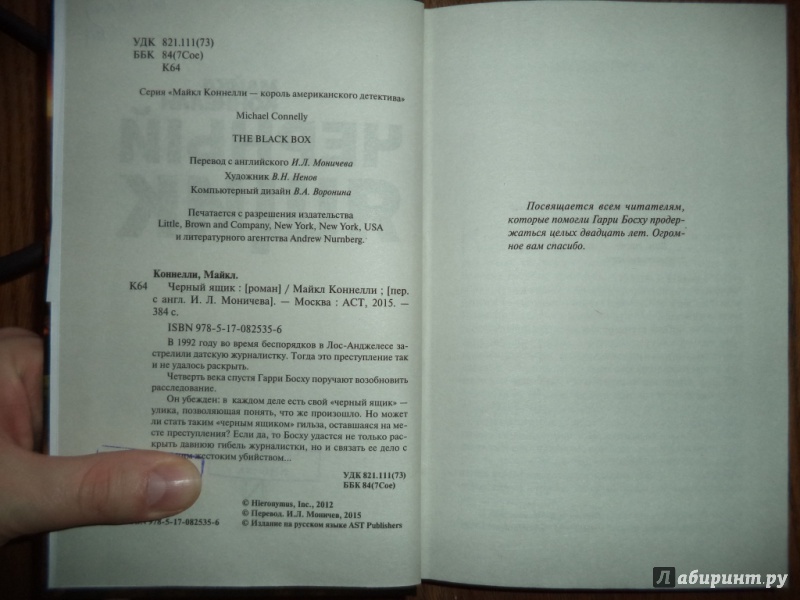 УДК 821.111(73)
ББК 84(7Сое)
К64
Серия «Майкл Коннелли — король американского детектива»
Michael Connelly
THE BLACK BOX
Перевод с английского И.Л. Моничева
Художник В.Н. Ненов
Компьютерный дизайн В.А. Воронина
Печатается с разрешения издательства
Little, Brown and Company, New York, New York, USA
и литературного агентства Andrew Nurnberg.
Коннелли, Майкл.
К64 Черный ящик : [роман] / Майкл Коннелли ; [пер.
с англ. И. Л. Моничева]. — Москва : АСТ, 2015. —
384 с.
ISBN 978-5-17-082535-6
В 1992 году во время беспорядков в Лос-Анджелесе за-
стрелили датскую журналистку. Тогда это преступление так
и не удалось раскрыть.
Четверть века спустя Гарри Босху поручают возобновить
расследование.
Он убежден: в каждом деле есть свой «черный ящик» —
улика, позволяющая понять, что же произошло. Но может
ли стать таким «черным ящиком» гильза, оставшаяся на ме-
сте преступления? Если да, то Босху удастся не только рас-
крыть давнюю гибель журналистки, но и связать ее дело с
жестоким убийством...
УДК 821.111(73)
ББК 84(7Сое)
© Hieronymus, Inc., 2012
© Перевод. И.Л. Моничев, 2015
978-5-17-082535-6 © Издание на русском языке AST Publishers
Посвящается всем читателям,
которые помогли Гарри Босху продер-
жаться целых двадцать лет. Огром-
ное вам спасибо.
Лабиринт.ру